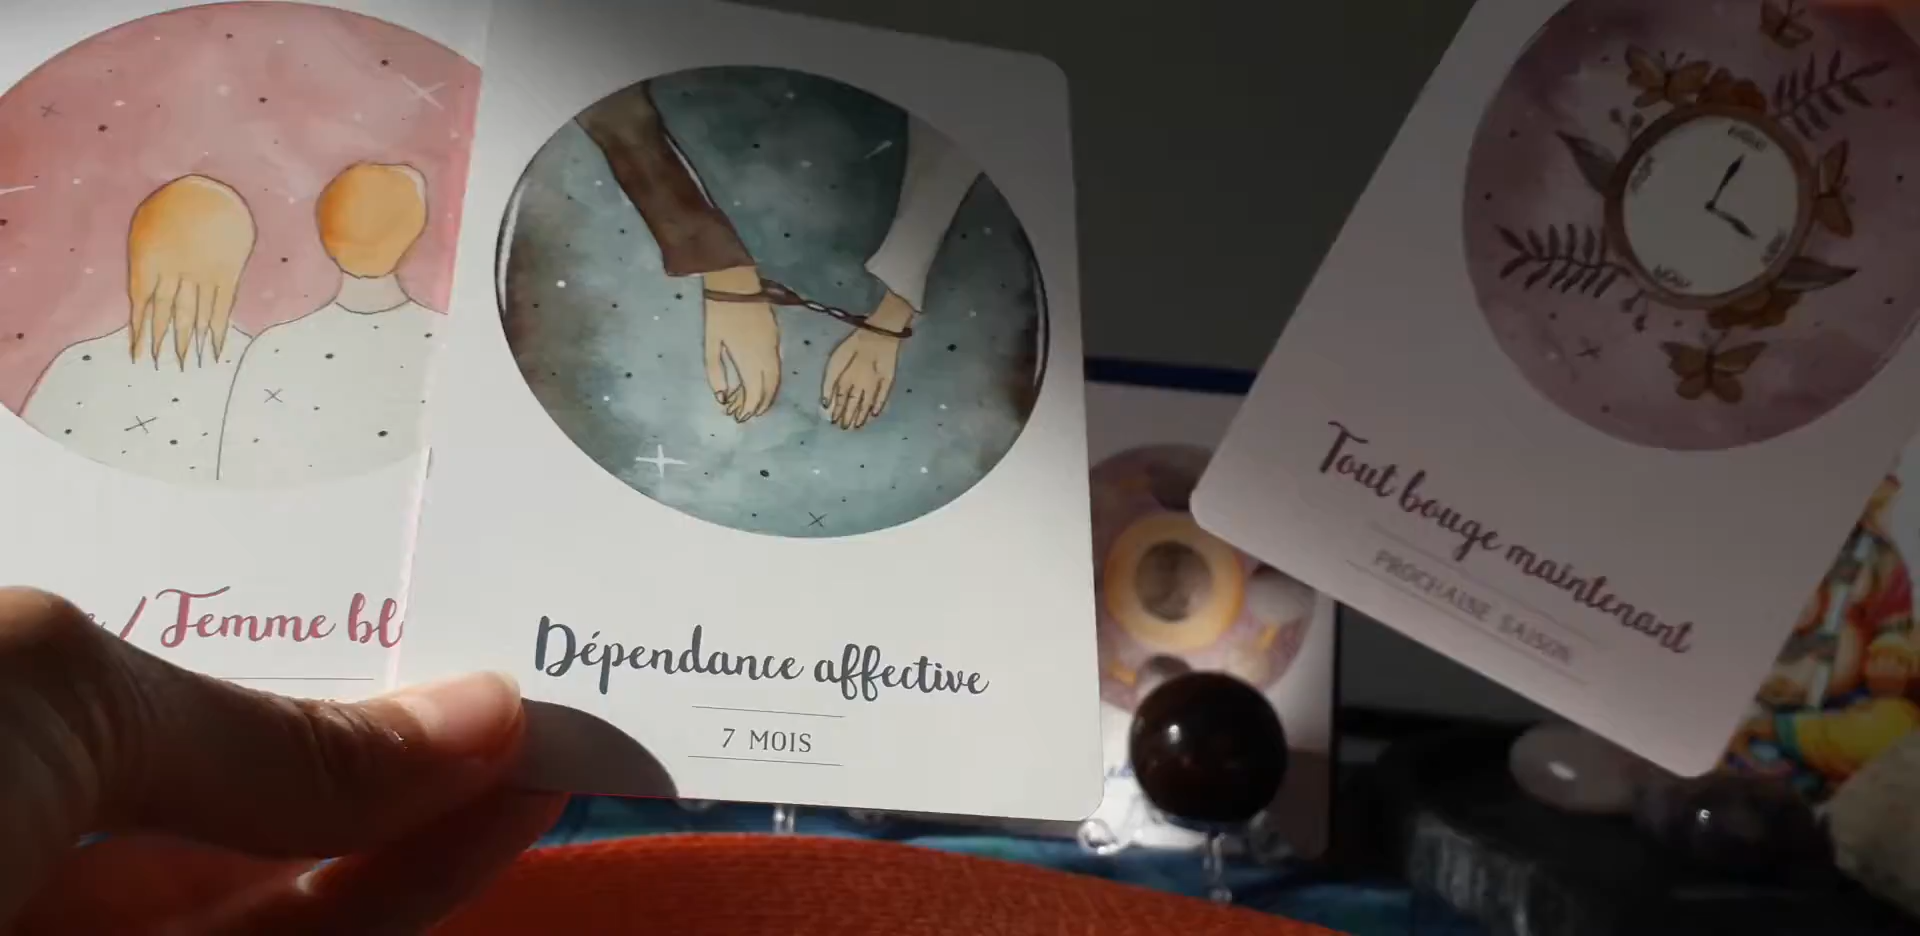 / Femme bl
Dépendance affective
7 MOIS
Tout bouge maintenant
PROCHAINE SAISON